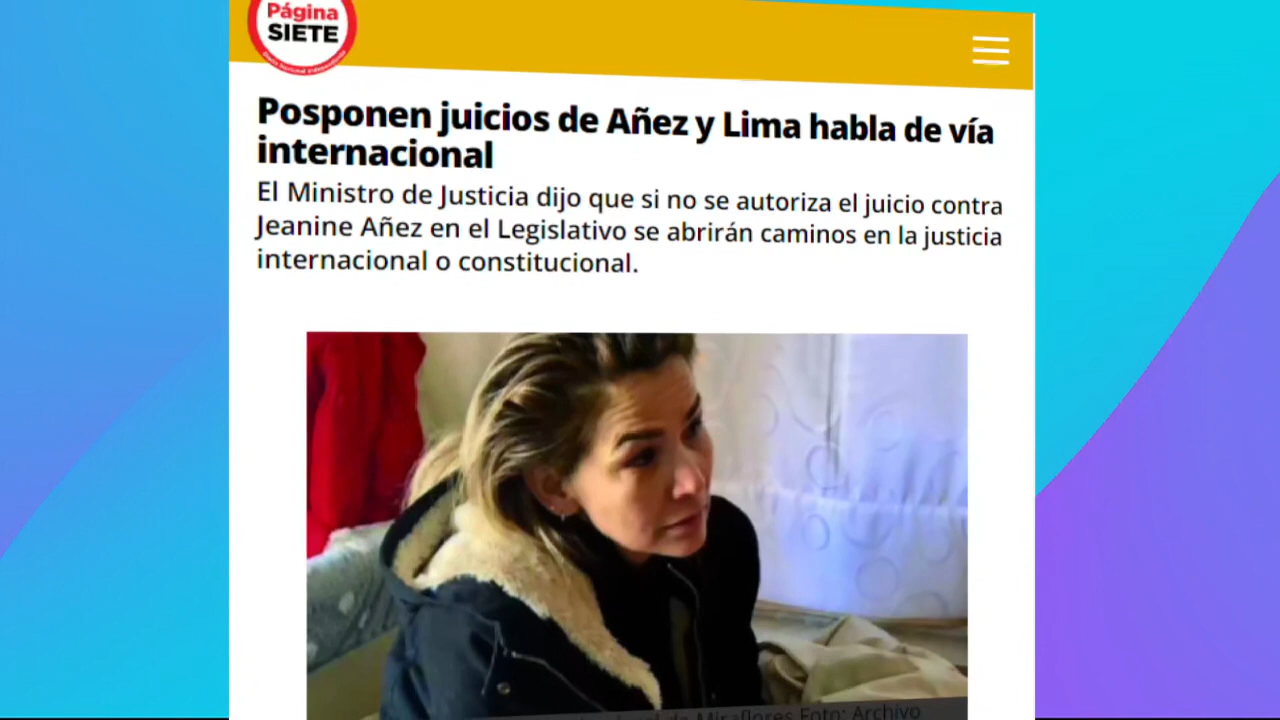 Página
SIETE
Posponen juicios de Añez y Lima habla de vía
internacional
El Ministro de Justicia dijo que si no se autoriza el juicio contra
Jeanine Añez en el Legislativo se abrirán caminos en la justicia
internacional o constitucional.
de Miraflores Foto: Archivo